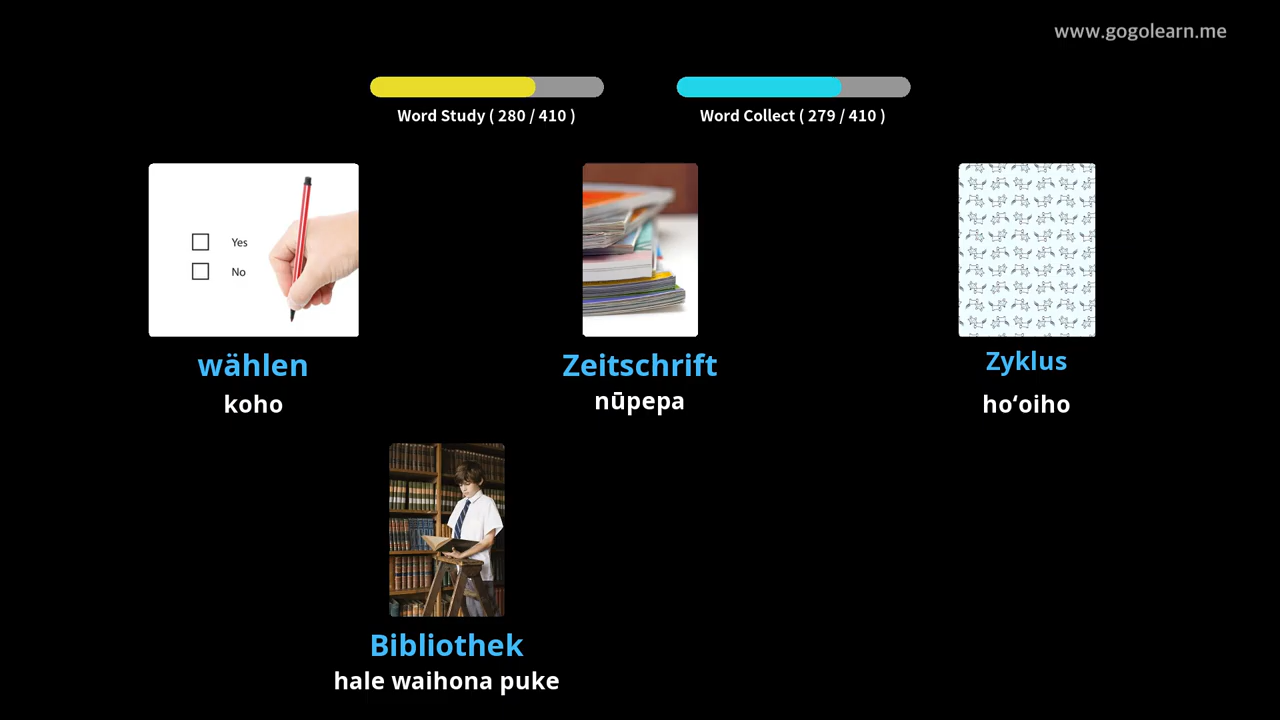 www.gogolearn.me
Word Study ( 280 / 410 )
Word Collect ( 279 / 410 )
Yes
No
wählen
koho
Zeitschrift
nūpepa
Zyklus
hoʻoiho
Bibliothek
hale waihona puke